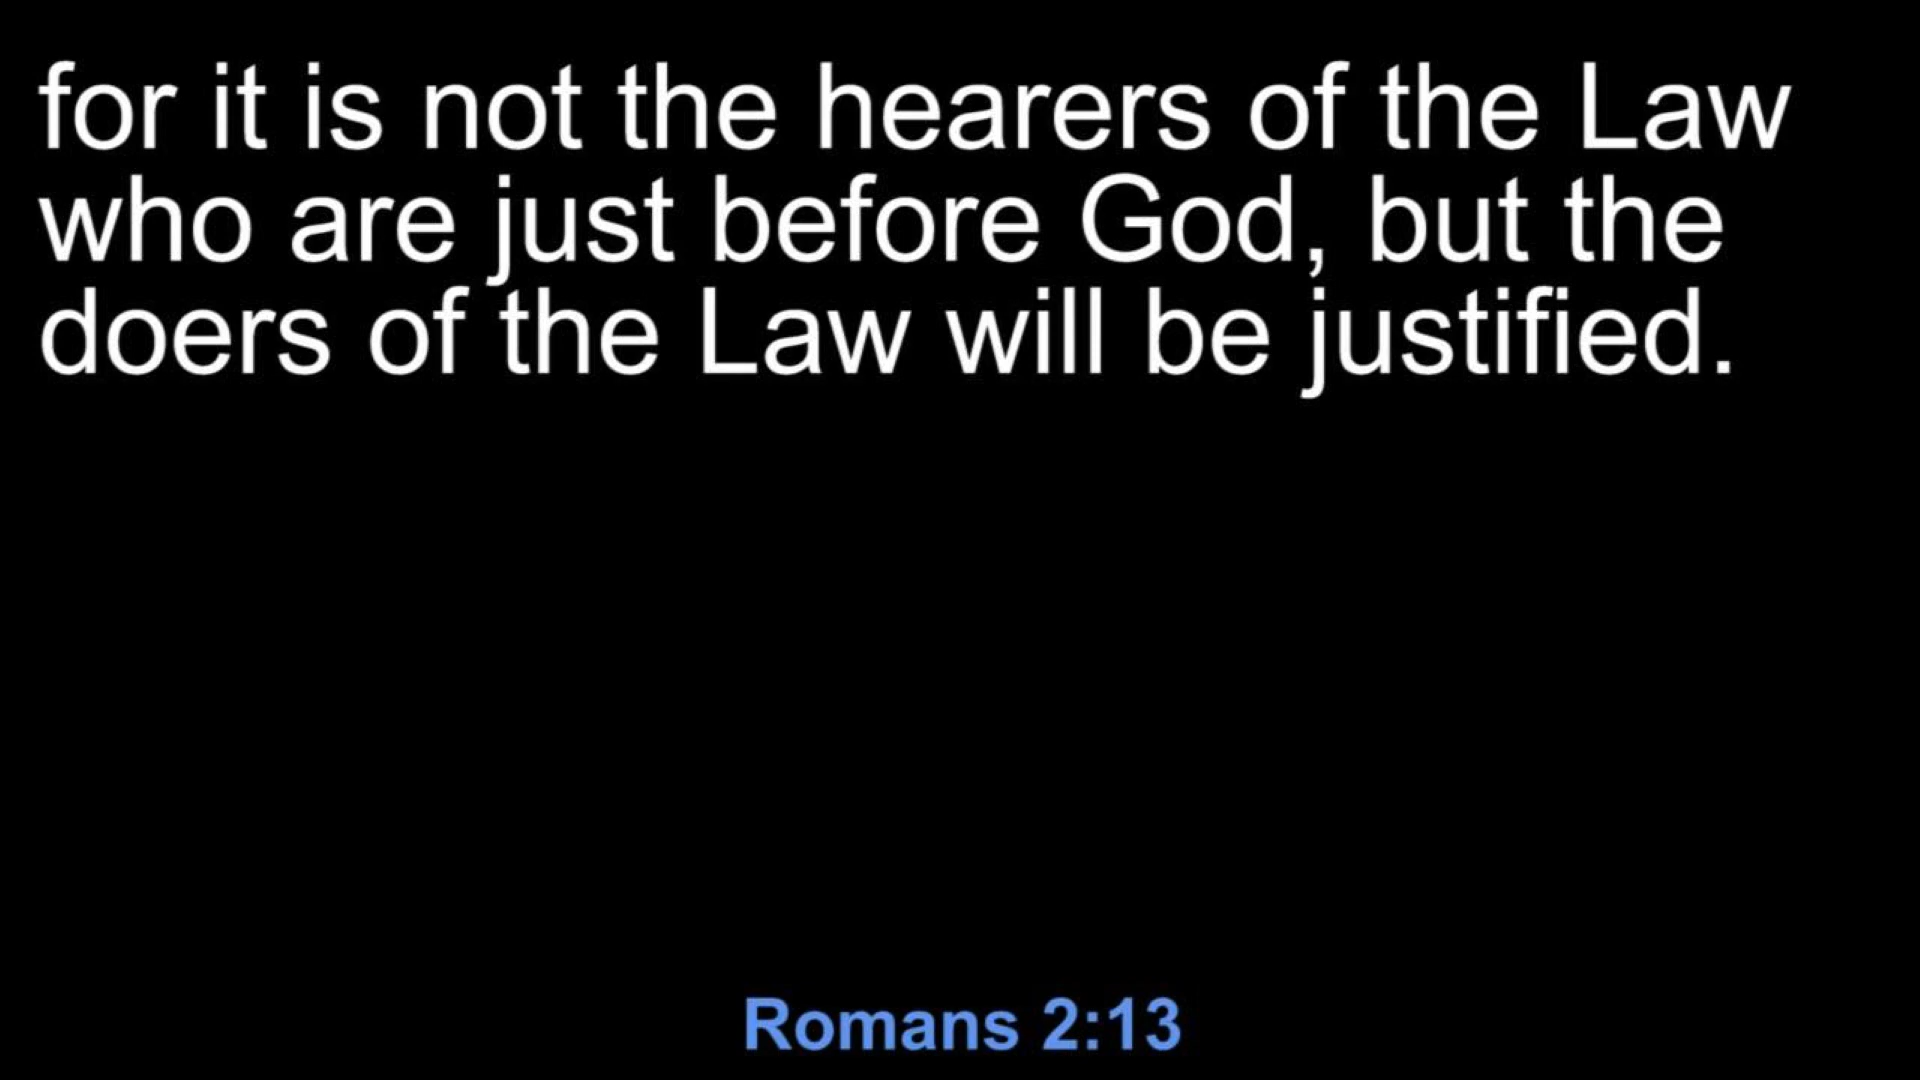 for it is not the hearers of the Law
who are just before God, but the
doers of the Law will be justified.
Romans 2:13